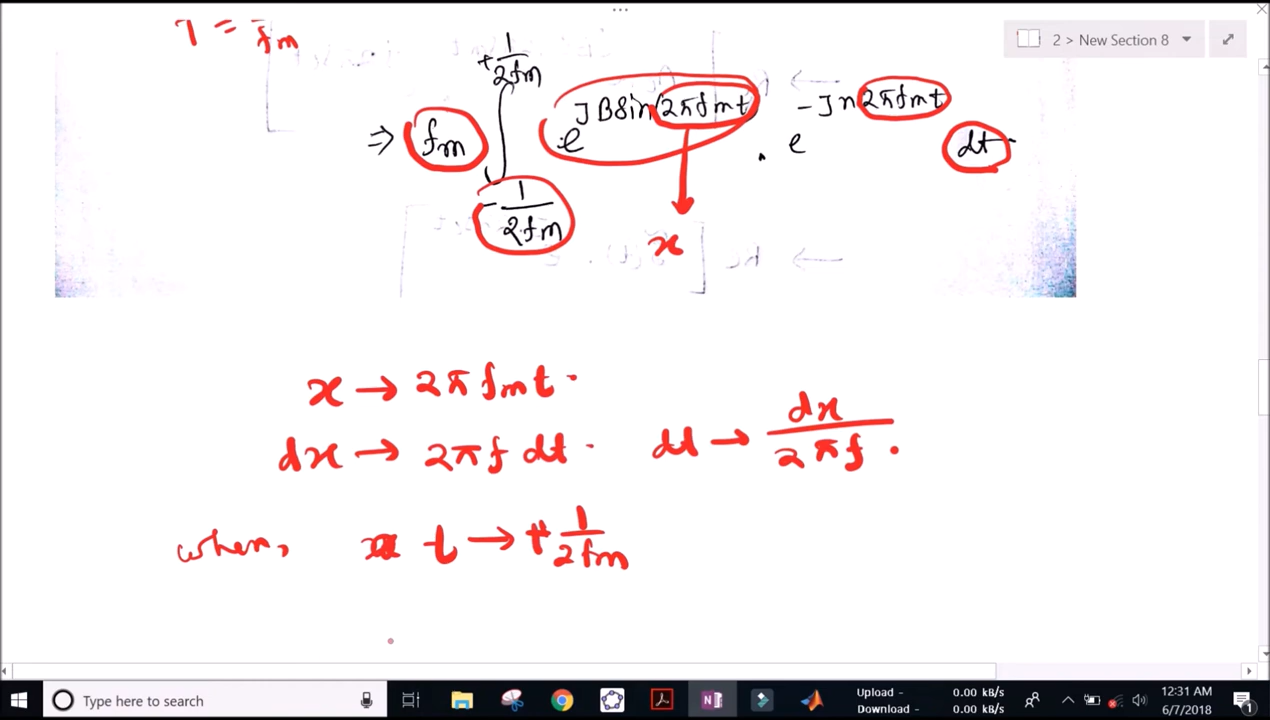 ...
2 > New Section 8
T = fm
+ 1/2fm
⇒ fm ∫ e^JBSin(2πfmt) . e^-Jn2πfmt dt
- 1/2fm
x
x → 2πfmt.
dx → 2πf dt. dt → dx/2πf.
when, t → + 1/2fm
Type here to search
Upload - 0.00 kB/s
Download - 0.00 kB/s
12:31 AM
6/7/2018
1